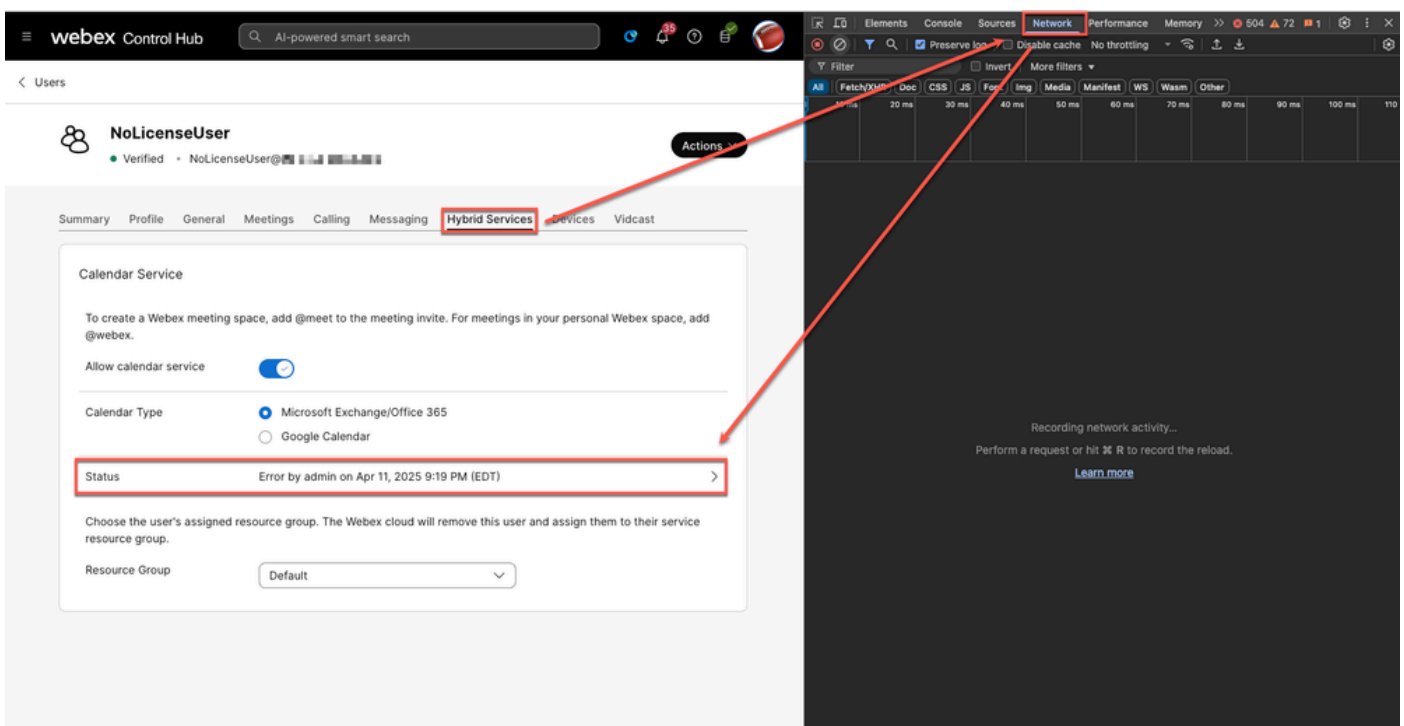 webex Control Hub
AI-powered smart search
35
Users
NoLicenseUser
Verified • NoLicenseUser@
Actions
Summary Profile General Meetings Calling Messaging Hybrid Services Devices Vidcast
Calendar Service
To create a Webex meeting space, add @meet to the meeting invite. For meetings in your personal Webex space, add
@webex.
Allow calendar service
Calendar Type
Microsoft Exchange/Office 365
Google Calendar
Status
Error by admin on Apr 11, 2025 9:19 PM (EDT)
Choose the user's assigned resource group. The Webex cloud will remove this user and assign them to their service
resource group.
Resource Group
Default
Elements Console Sources Network Performance Memory 504 72 1
Preserve log Disable cache No throttling
Filter
Invert More filters
All Fetch/XHR Doc CSS JS Font Img Media Manifest WS Wasm Other
10 ms 20 ms 30 ms 40 ms 50 ms 60 ms 70 ms 80 ms 90 ms 100 ms 110
Recording network activity...
Perform a request or hit ⌘ R to record the reload.
Learn more